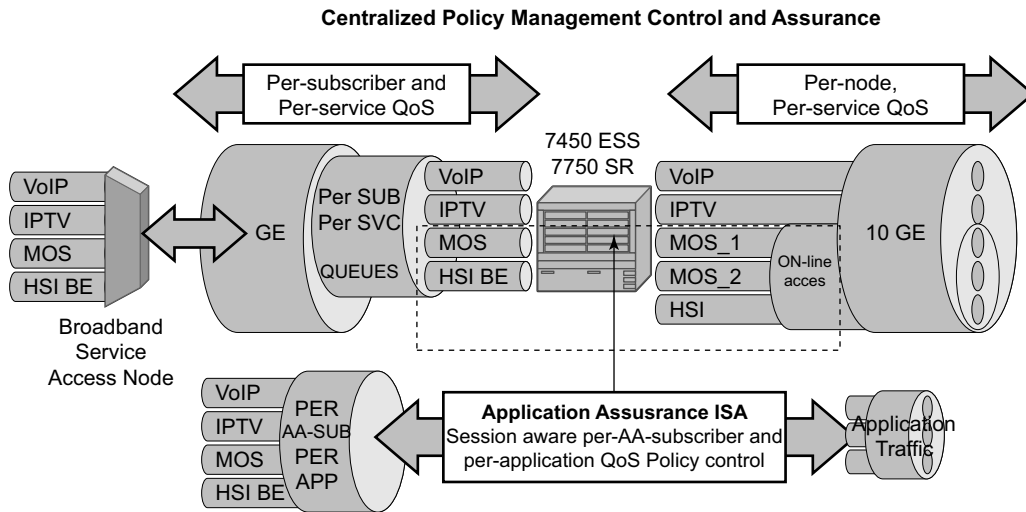 Centralized Policy Management Control and Assurance
Per-subscriber and
Per-service QoS
Per-node,
Per-service QoS
7450 ESS
7750 SR
VoIP
IPTV
MOS
HSI BE
Broadband
Service
Access Node
GE
Per SUB
Per SVC
QUEUES
VoIP
IPTV
MOS
HSI BE
VoIP
IPTV
MOS_1
MOS_2
HSI
ON-line
acces
10 GE
VoIP
IPTV
MOS
HSI BE
PER
AA-SUB
PER
APP
Application Assusrance ISA
Session aware per-AA-subscriber and
per-application QoS Policy control
Application
Traffic